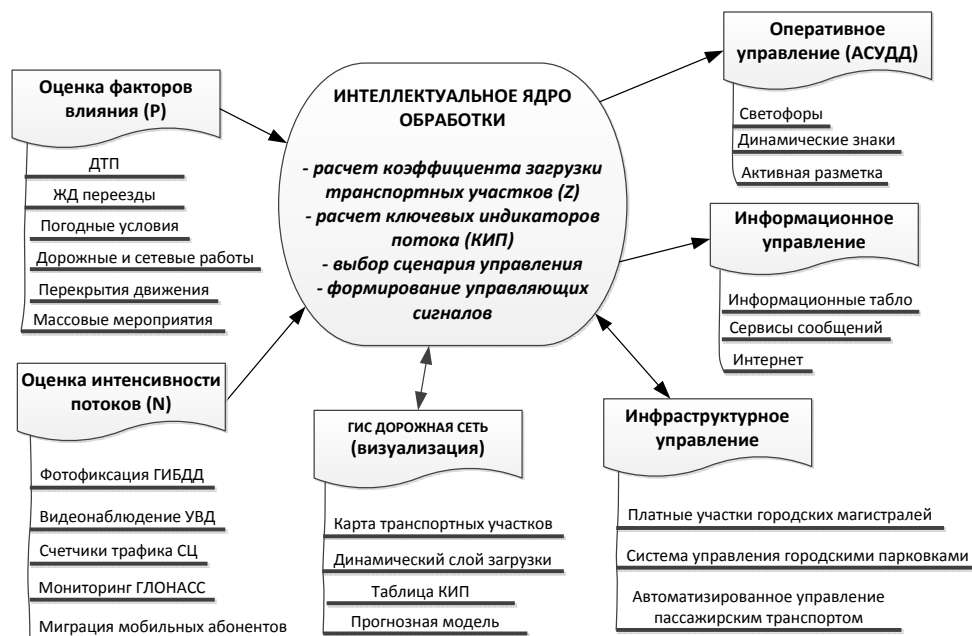 Оценка факторов
влияния (P)
ДТП
ЖД переезды
Погодные условия
Дорожные и сетевые работы
Перекрытия движения
Массовые мероприятия
Оценка интенсивности
потоков (N)
Фотофиксация ГИБДД
Видеонаблюдение УВД
Счетчики трафика СЦ
Мониторинг ГЛОНАСС
Миграция мобильных абонентов
ИНТЕЛЛЕКТУАЛЬНОЕ ЯДРО
ОБРАБОТКИ
- расчет коэффициента загрузки
транспортных участков (Z)
- расчет ключевых индикаторов
потока (КИП)
- выбор сценария управления
- формирование управляющих
сигналов
ГИС ДОРОЖНАЯ СЕТЬ
(визуализация)
Карта транспортных участков
Динамический слой загрузки
Таблица КИП
Прогнозная модель
Оперативное
управление (АСУДД)
Светофоры
Динамические знаки
Активная разметка
Информационное
управление
Информационные табло
Сервисы сообщений
Интернет
Инфраструктурное
управление
Платные участки городских магистралей
Система управления городскими парковками
Автоматизированное управление
пассажирским транспортом